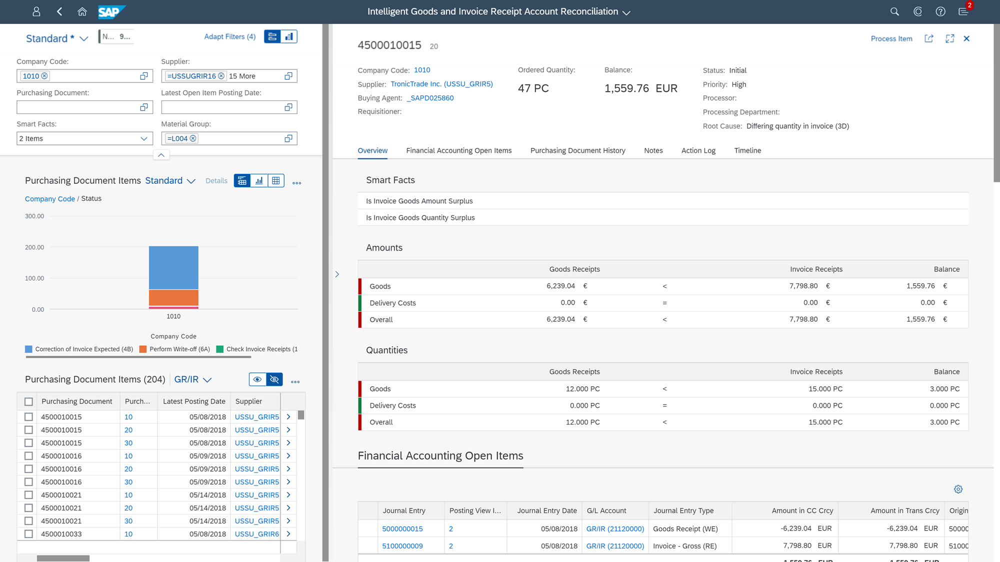 SAP
Intelligent Goods and Invoice Receipt Account Reconciliation
2
Standard *
N... 9...
Adapt Filters (4)
Company Code:
Supplier:
1010
=USSUGRIR16 15 More
Purchasing Document:
Latest Open Item Posting Date:
Smart Facts:
Material Group:
2 Items
=L004
Purchasing Document Items Standard Details
Company Code / Status
300.00
200.00
100.00
0.00
1010
Company Code
Correction of Invoice Expected (4B) Perform Write-off (6A) Check Invoice Receipts (1
Purchasing Document Items (204) GR/IR
Purchasing Document Purch... Latest Posting Date Supplier
4500010015 10 05/08/2018 USSU_GRIR5
4500010015 20 05/08/2018 USSU_GRIR5
4500010015 30 05/08/2018 USSU_GRIR5
4500010016 10 05/09/2018 USSU_GRIR5
4500010016 20 05/09/2018 USSU_GRIR5
4500010016 30 05/09/2018 USSU_GRIR5
4500010021 10 05/14/2018 USSU_GRIR5
4500010021 20 05/14/2018 USSU_GRIR5
4500010021 30 05/14/2018 USSU_GRIR5
4500010033 10 05/08/2018 USSU_GRIR6
4500010015 20
Process Item
Company Code: 1010
Supplier: TronicTrade Inc. (USSU_GRIR5)
Buying Agent: _SAPD025860
Requisitioner:
Ordered Quantity:
47 PC
Balance:
1,559.76 EUR
Status: Initial
Priority: High
Processor:
Processing Department:
Root Cause: Differing quantity in invoice (3D)
Overview Financial Accounting Open Items Purchasing Document History Notes Action Log Timeline
Smart Facts
Is Invoice Goods Amount Surplus
Is Invoice Goods Quantity Surplus
Amounts
Goods Receipts Invoice Receipts Balance
Goods 6,239.04 € < 7,798.80 € 1,559.76 €
Delivery Costs 0.00 € = 0.00 € 0.00 €
Overall 6,239.04 € < 7,798.80 € 1,559.76 €
Quantities
Goods Receipts Invoice Receipts Balance
Goods 12.000 PC < 15.000 PC 3.000 PC
Delivery Costs 0.000 PC = 0.000 PC 0.000 PC
Overall 12.000 PC < 15.000 PC 3.000 PC
Financial Accounting Open Items
Journal Entry Posting View I... Journal Entry Date G/L Account Journal Entry Type Amount in CC Crcy Amount in Trans Crcy Origin
5000000015 2 05/08/2018 GR/IR (21120000) Goods Receipt (WE) -6,239.04 EUR -6,239.04 EUR 5000
5100000009 2 05/08/2018 GR/IR (21120000) Invoice - Gross (RE) 7,798.80 EUR 7,798.80 EUR 5100
1,559.76 EUR 1,559.76 EUR